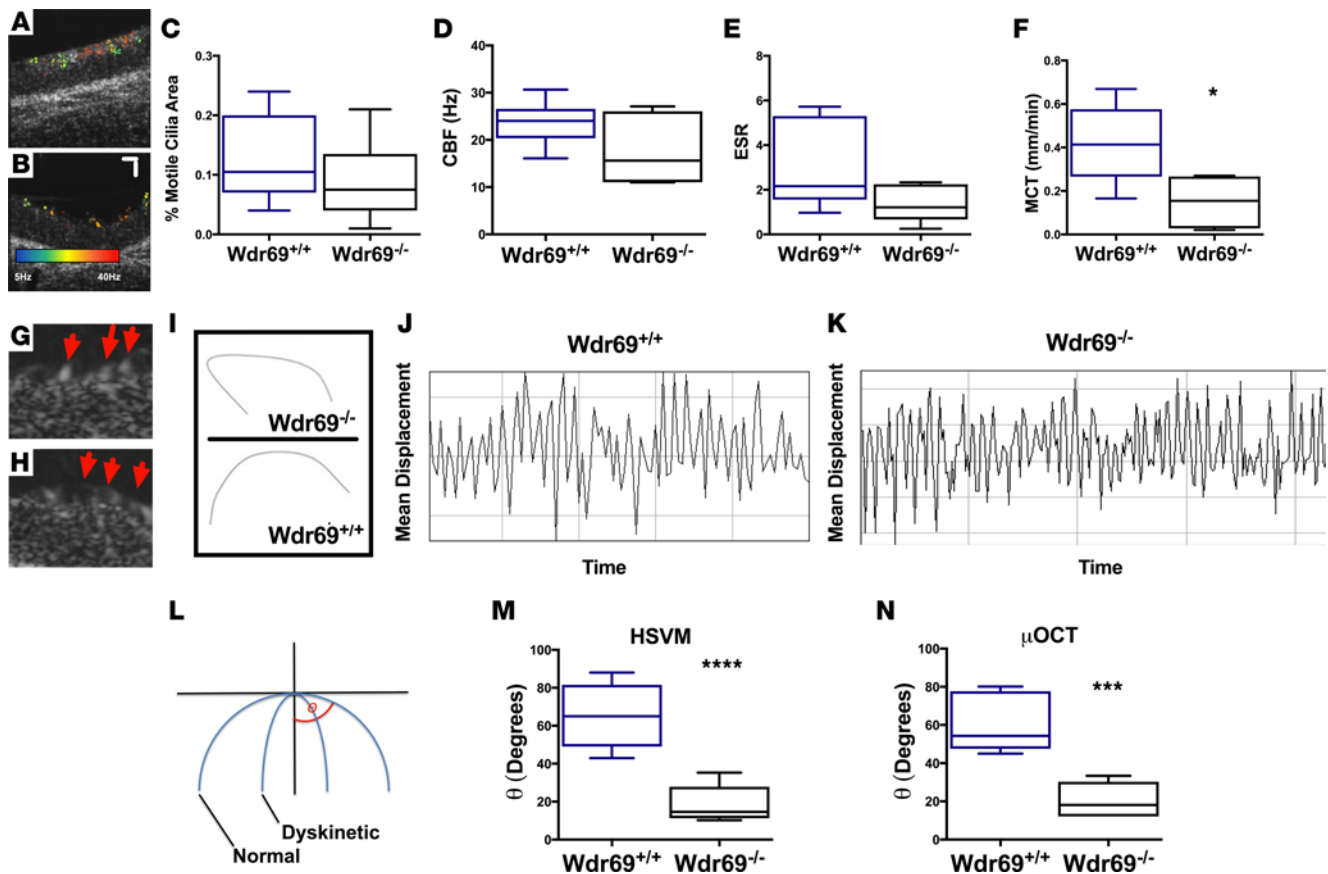 A
B
5Hz
40Hz
C
% Motile Cilia Area
0.3
0.2
0.1
0.0
Wdr69+/+
Wdr69-/-
D
CBF (Hz)
40
30
20
10
0
Wdr69+/+
Wdr69-/-
E
ESR
8
6
4
2
0
Wdr69+/+
Wdr69-/-
F
MCT (mm/min)
0.8
0.6
0.4
0.2
0.0
*
Wdr69+/+
Wdr69-/-
G
H
I
Wdr69-/-
Wdr69+/+
J
Wdr69+/+
Mean Displacement
Time
K
Wdr69-/-
Mean Displacement
Time
L
θ
Dyskinetic
Normal
M
HSVM
θ (Degrees)
100
80
60
40
20
0
****
Wdr69+/+
Wdr69-/-
N
μOCT
θ (Degrees)
100
80
60
40
20
0
***
Wdr69+/+
Wdr69-/-